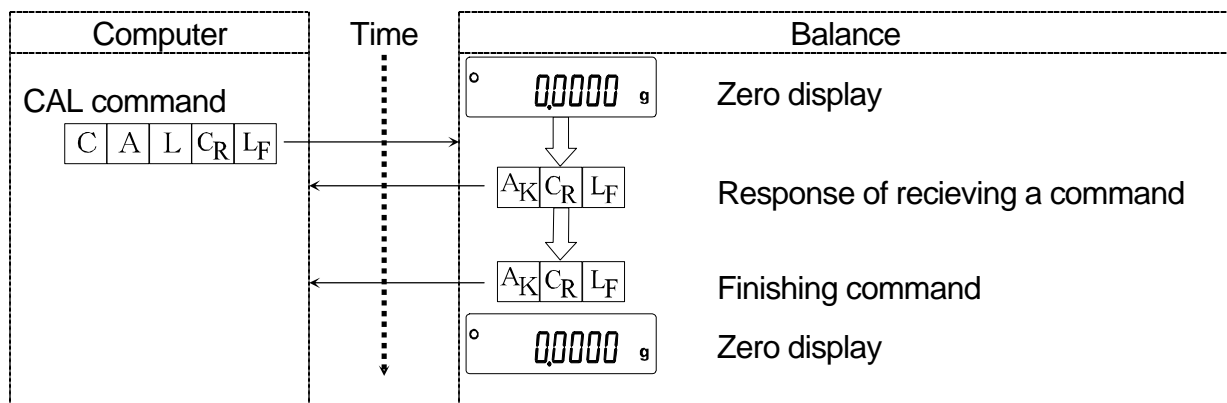 Computer Time Balance
0.0000 g Zero display
CAL command
C A L CR LF
AK CR LF Response of recieving a command
AK CR LF Finishing command
0.0000 g Zero display